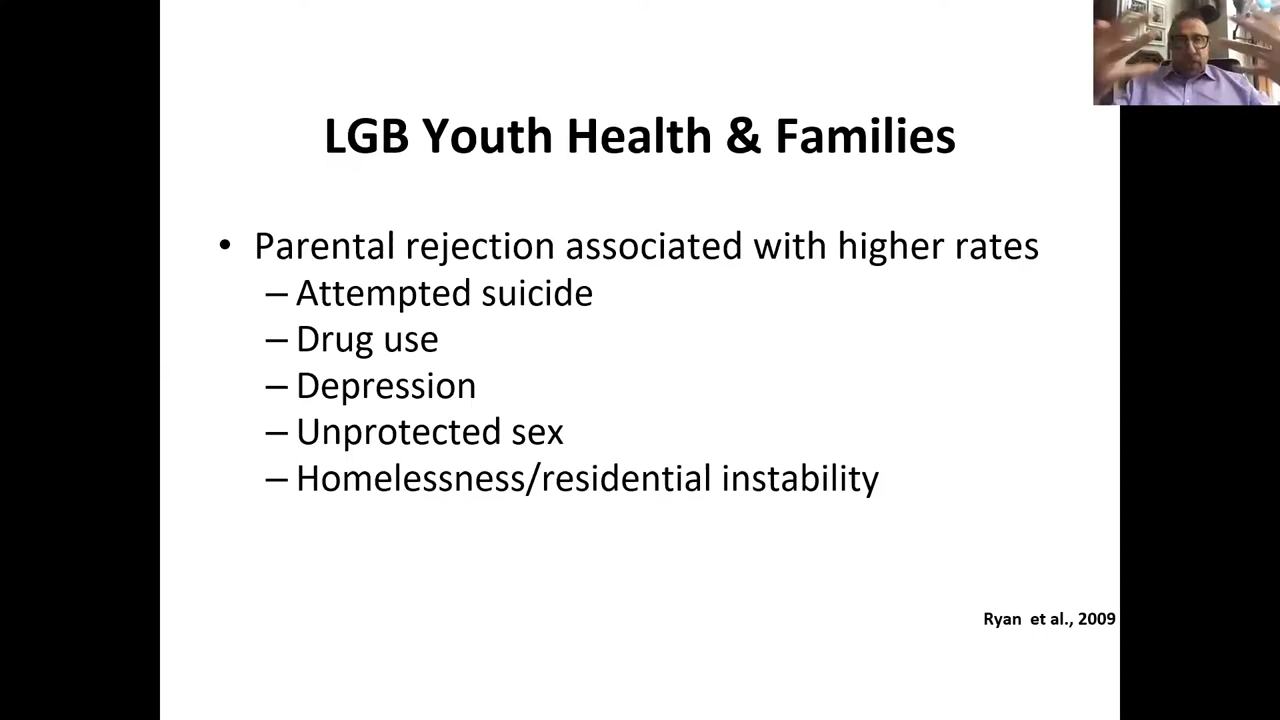 LGB Youth Health & Families
• Parental rejection associated with higher rates
– Attempted suicide
– Drug use
– Depression
– Unprotected sex
– Homelessness/residential instability
Ryan et al., 2009